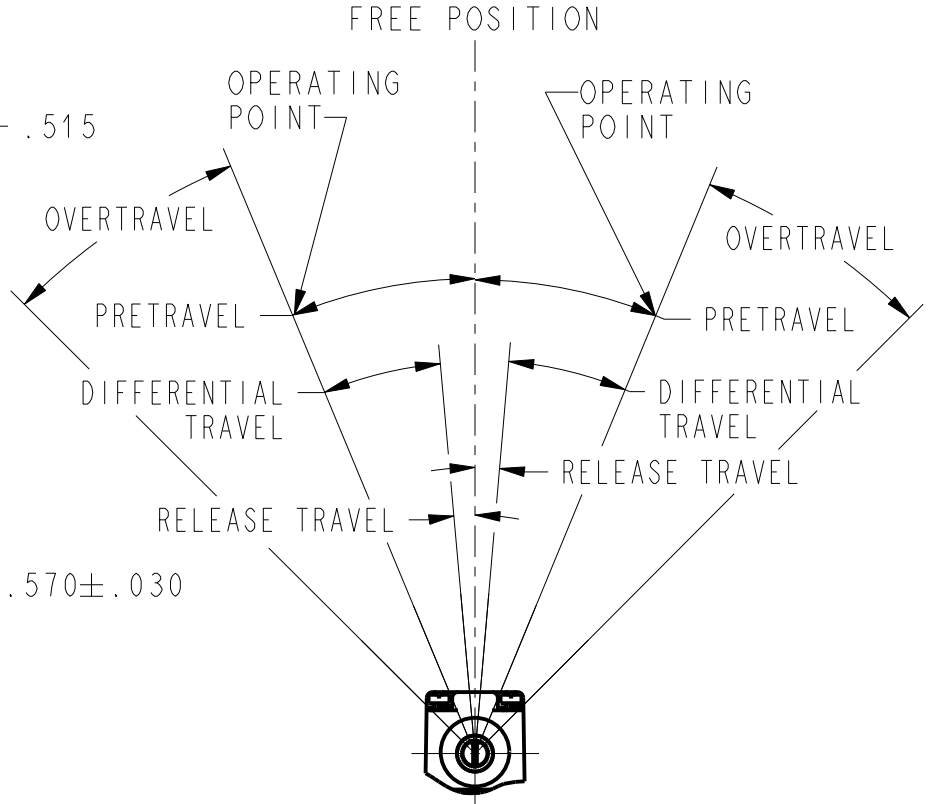 FREE POSITION
OPERATING
POINT
OPERATING
POINT
.515
OVERTRAVEL
OVERTRAVEL
PRETRAVEL
PRETRAVEL
DIFFERENTIAL
TRAVEL
DIFFERENTIAL
TRAVEL
RELEASE TRAVEL
RELEASE TRAVEL
.570±.030